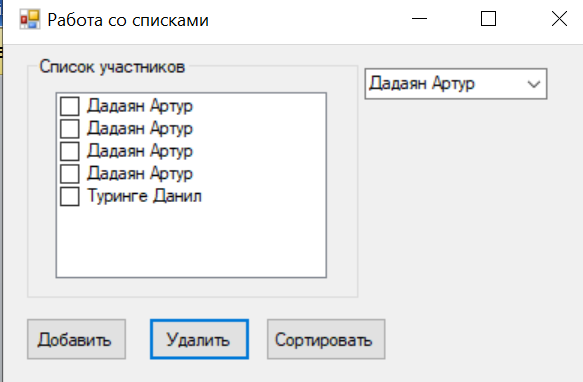 Работа со списками
Список участников
Дадаян Артур
Дадаян Артур
Дадаян Артур
Дадаян Артур
Дадаян Артур
Туринге Данил
Добавить
Удалить
Сортировать